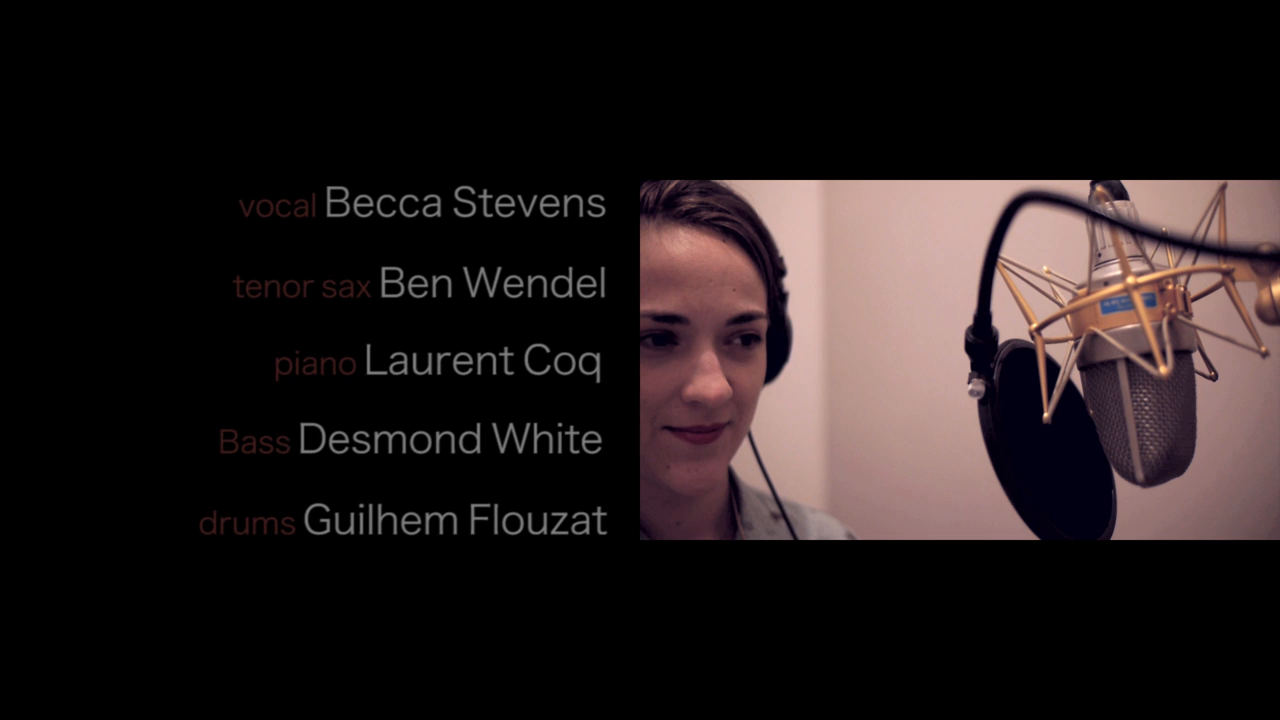 vocal Becca Stevens
tenor sax Ben Wendel
piano Laurent Coq
Bass Desmond White
drums Guilhem Flouzat